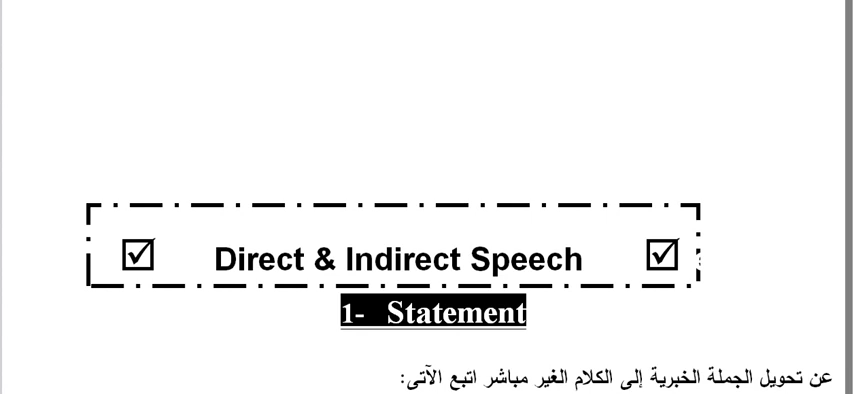 Direct & Indirect Speech
1- Statement
عن تحويل الجملة الخبرية إلى الكلام الغير مباشر اتبع الآتى: